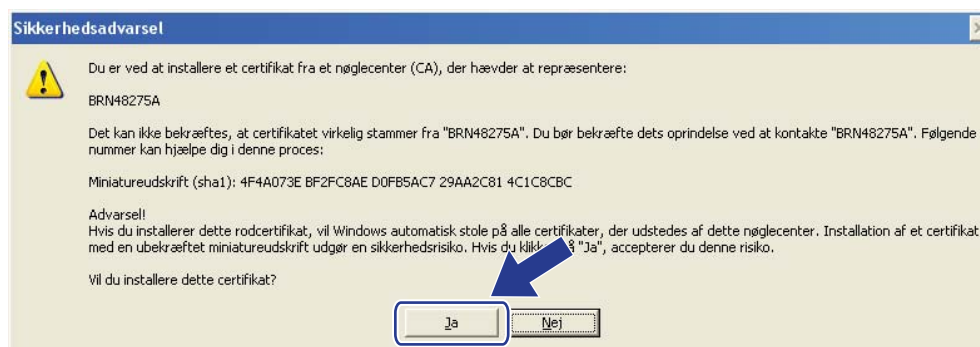 Sikkerhedsadvarsel
Du er ved at installere et certifikat fra et nøglecenter (CA), der hævder at repræsentere:
BRN48275A
Det kan ikke bekræftes, at certifikatet virkelig stammer fra "BRN48275A". Du bør bekræfte dets oprindelse ved at kontakte "BRN48275A". Følgende
nummer kan hjælpe dig i denne proces:
Miniatureudskrift (sha1): 4F4A073E BF2FC8AE D0FB5AC7 29AA2C81 4C1C8CBC
Advarsel!
Hvis du installerer dette rodcertifikat, vil Windows automatisk stole på alle certifikater, der udstedes af dette nøglecenter. Installation af et certifikat
med en ubekræftet miniatureudskrift udgør en sikkerhedsrisiko. Hvis du "Ja", accepterer du denne risiko.
Vil du installere dette certifikat?
Ja
Nej